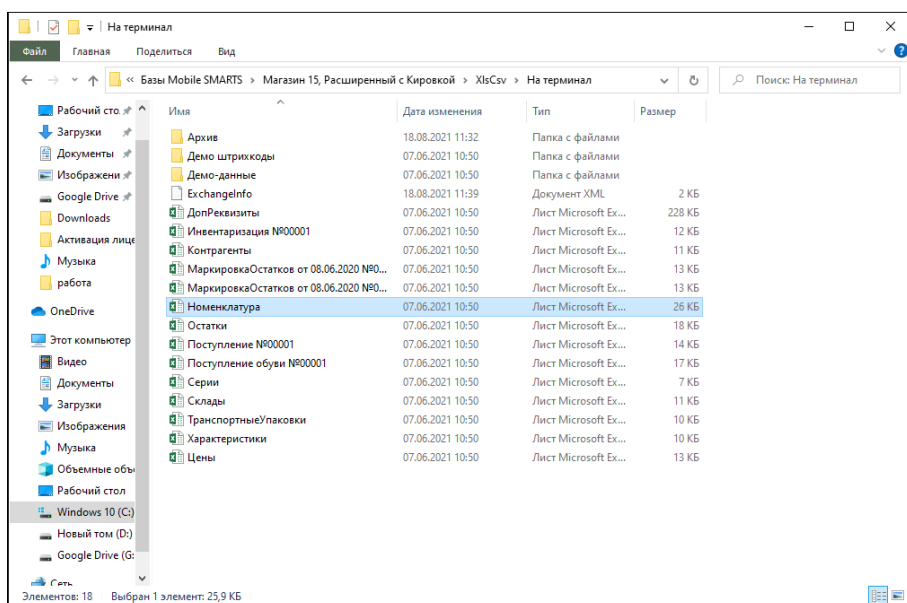 На терминал
Файл Главная Поделиться Вид
« Базы Mobile SMARTS > Магазин 15, Расширенный с Кировкой > XlsCsv > На терминал
Поиск: На терминал
Рабочий сто.
Загрузки
Документы
Изображени
Google Drive
Downloads
Активация лице
Музыка
работа
OneDrive
Этот компьютер
Видео
Документы
Загрузки
Изображения
Музыка
Объемные объ
Рабочий стол
Windows 10 (C:)
Новый том (D:)
Google Drive (G:
Сеть
Имя Дата изменения Тип Размер
Архив 18.08.2021 11:32 Папка с файлами
Демо штрихкоды 07.06.2021 10:50 Папка с файлами
Демо-данные 07.06.2021 10:50 Папка с файлами
ExchangeInfo 18.08.2021 11:39 Документ XML 2 КБ
ДопРеквизиты 07.06.2021 10:50 Лист Microsoft Ex... 228 КБ
Инвентаризация №00001 07.06.2021 10:50 Лист Microsoft Ex... 12 КБ
Контрагенты 07.06.2021 10:50 Лист Microsoft Ex... 11 КБ
МаркировкаОстатков от 08.06.2020 №0... 07.06.2021 10:50 Лист Microsoft Ex... 13 КБ
МаркировкаОстатков от 08.06.2020 №0... 07.06.2021 10:50 Лист Microsoft Ex... 13 КБ
Номенклатура 07.06.2021 10:50 Лист Microsoft Ex... 26 КБ
Остатки 07.06.2021 10:50 Лист Microsoft Ex... 18 КБ
Поступление №00001 07.06.2021 10:50 Лист Microsoft Ex... 14 КБ
Поступление обуви №00001 07.06.2021 10:50 Лист Microsoft Ex... 17 КБ
Серии 07.06.2021 10:50 Лист Microsoft Ex... 7 КБ
Склады 07.06.2021 10:50 Лист Microsoft Ex... 11 КБ
ТранспортныеУпаковки 07.06.2021 10:50 Лист Microsoft Ex... 10 КБ
Характеристики 07.06.2021 10:50 Лист Microsoft Ex... 10 КБ
Цены 07.06.2021 10:50 Лист Microsoft Ex... 13 КБ
Элементов: 18 Выбран 1 элемент: 25,9 КБ